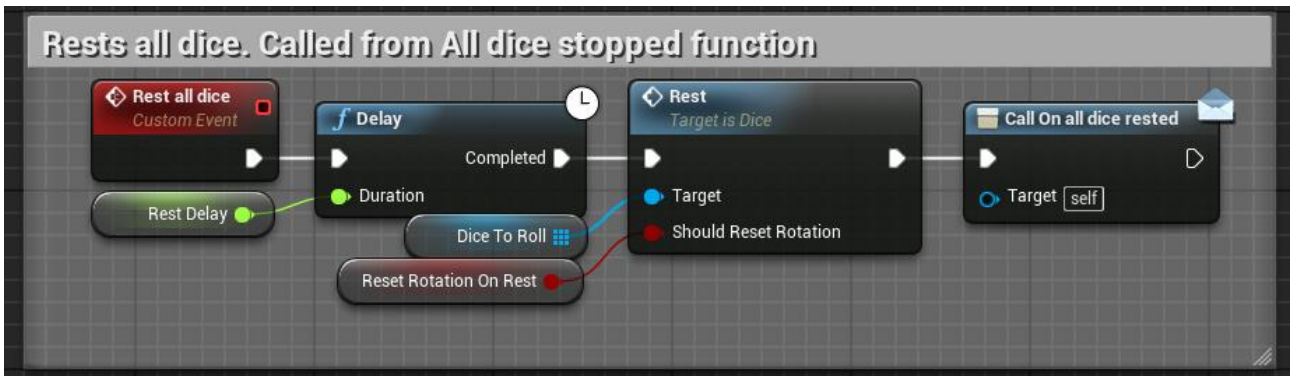 Rests all dice. Called from All dice stopped function
Rest all dice
Custom Event
Rest Delay
f Delay
Completed
Duration
Dice To Roll
Reset Rotation On Rest
Rest
Target is Dice
Target
Should Reset Rotation
Call On all dice rested
Target self